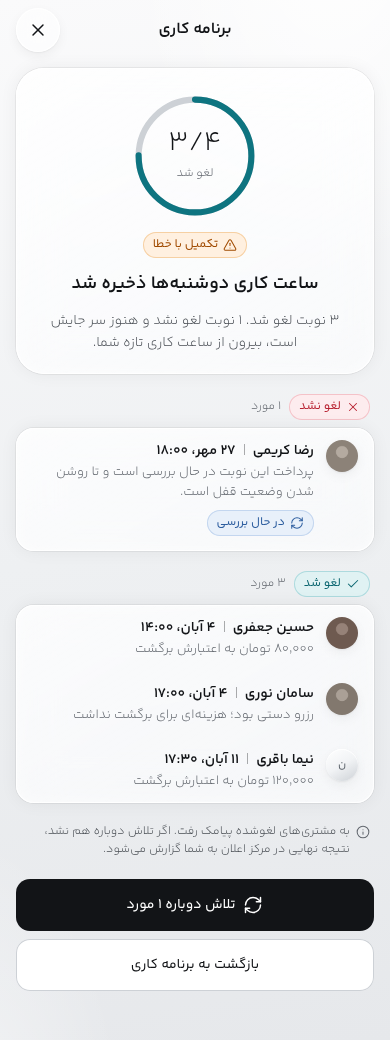 برنامه کاری
۳/۴
لغو شد
تکمیل با خطا
ساعت کاری دوشنبه‌ها ذخیره شد
۳ نوبت لغو شد. ۱ نوبت لغو نشد و هنوز سر جایش
است، بیرون از ساعت کاری تازه شما.
لغو نشد ۱ مورد
رضا کریمی | ۲۷ مهر، ۱۸:۰۰
پرداخت این نوبت در حال بررسی است و تا روشن
شدن وضعیت قفل است.
در حال بررسی
لغو شد ۳ مورد
حسین جعفری | ۴ آبان، ۱۴:۰۰
۸۰,۰۰۰ تومان به اعتبارش برگشت
سامان نوری | ۴ آبان، ۱۷:۰۰
رزرو دستی بود؛ هزینه‌ای برای برگشت نداشت
ن
نیما باقری | ۱۱ آبان، ۱۷:۳۰
۱۲۰,۰۰۰ تومان به اعتبارش برگشت
به مشتری‌های لغوشده پیامک رفت. اگر تلاش دوباره هم نشد،
نتیجه نهایی در مرکز اعلان به شما گزارش می‌شود.
تلاش دوباره ۱ مورد
بازگشت به برنامه کاری